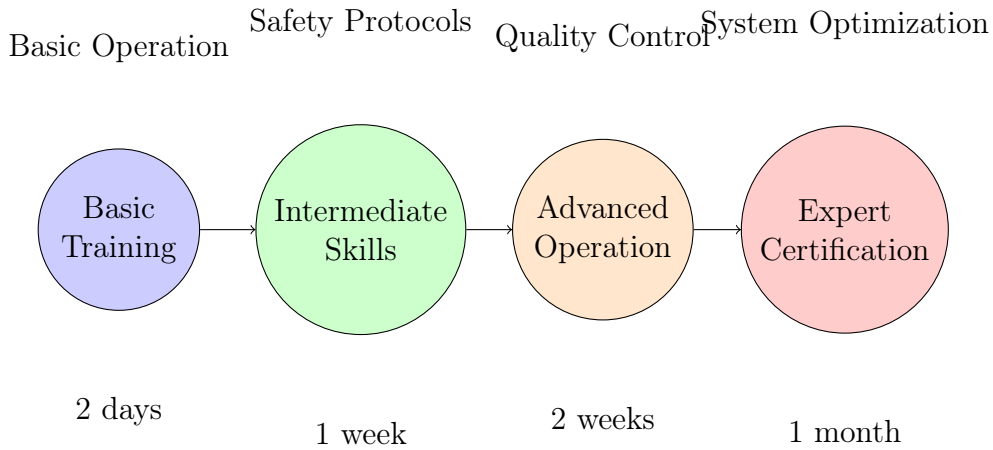 Basic Operation
Safety Protocols
Quality Control
System Optimization
Basic
Training
Intermediate
Skills
Advanced
Operation
Expert
Certification
2 days
1 week
2 weeks
1 month